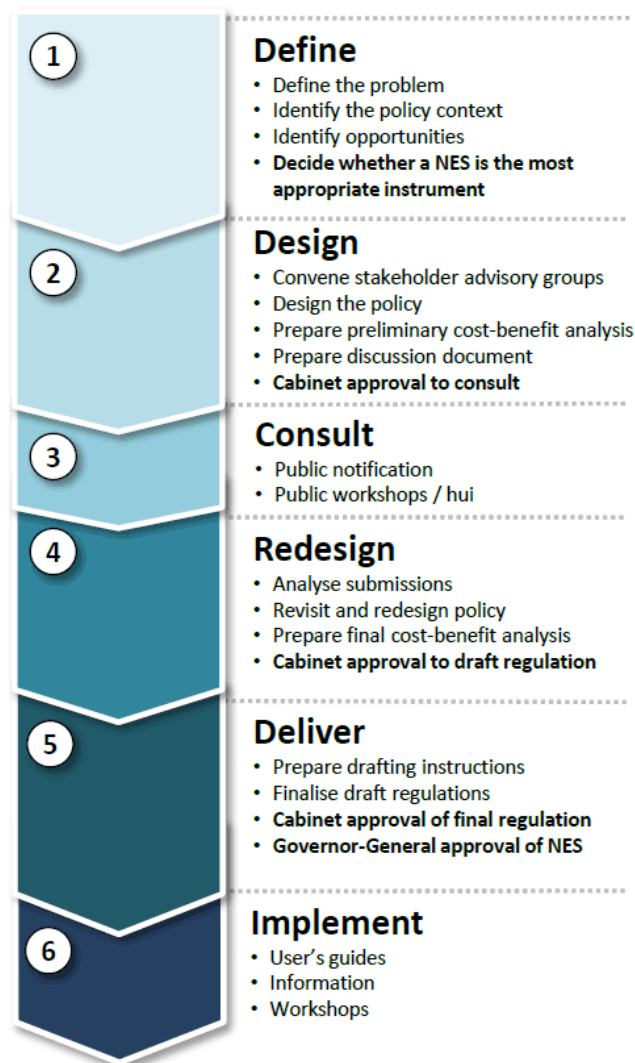 1
Define
• Define the problem
• Identify the policy context
• Identify opportunities
• Decide whether a NES is the most
appropriate instrument
2
Design
• Convene stakeholder advisory groups
• Design the policy
• Prepare preliminary cost-benefit analysis
• Prepare discussion document
• Cabinet approval to consult
3
Consult
• Public notification
• Public workshops / hui
4
Redesign
• Analyse submissions
• Revisit and redesign policy
• Prepare final cost-benefit analysis
• Cabinet approval to draft regulation
5
Deliver
• Prepare drafting instructions
• Finalise draft regulations
• Cabinet approval of final regulation
• Governor-General approval of NES
6
Implement
• User’s guides
• Information
• Workshops